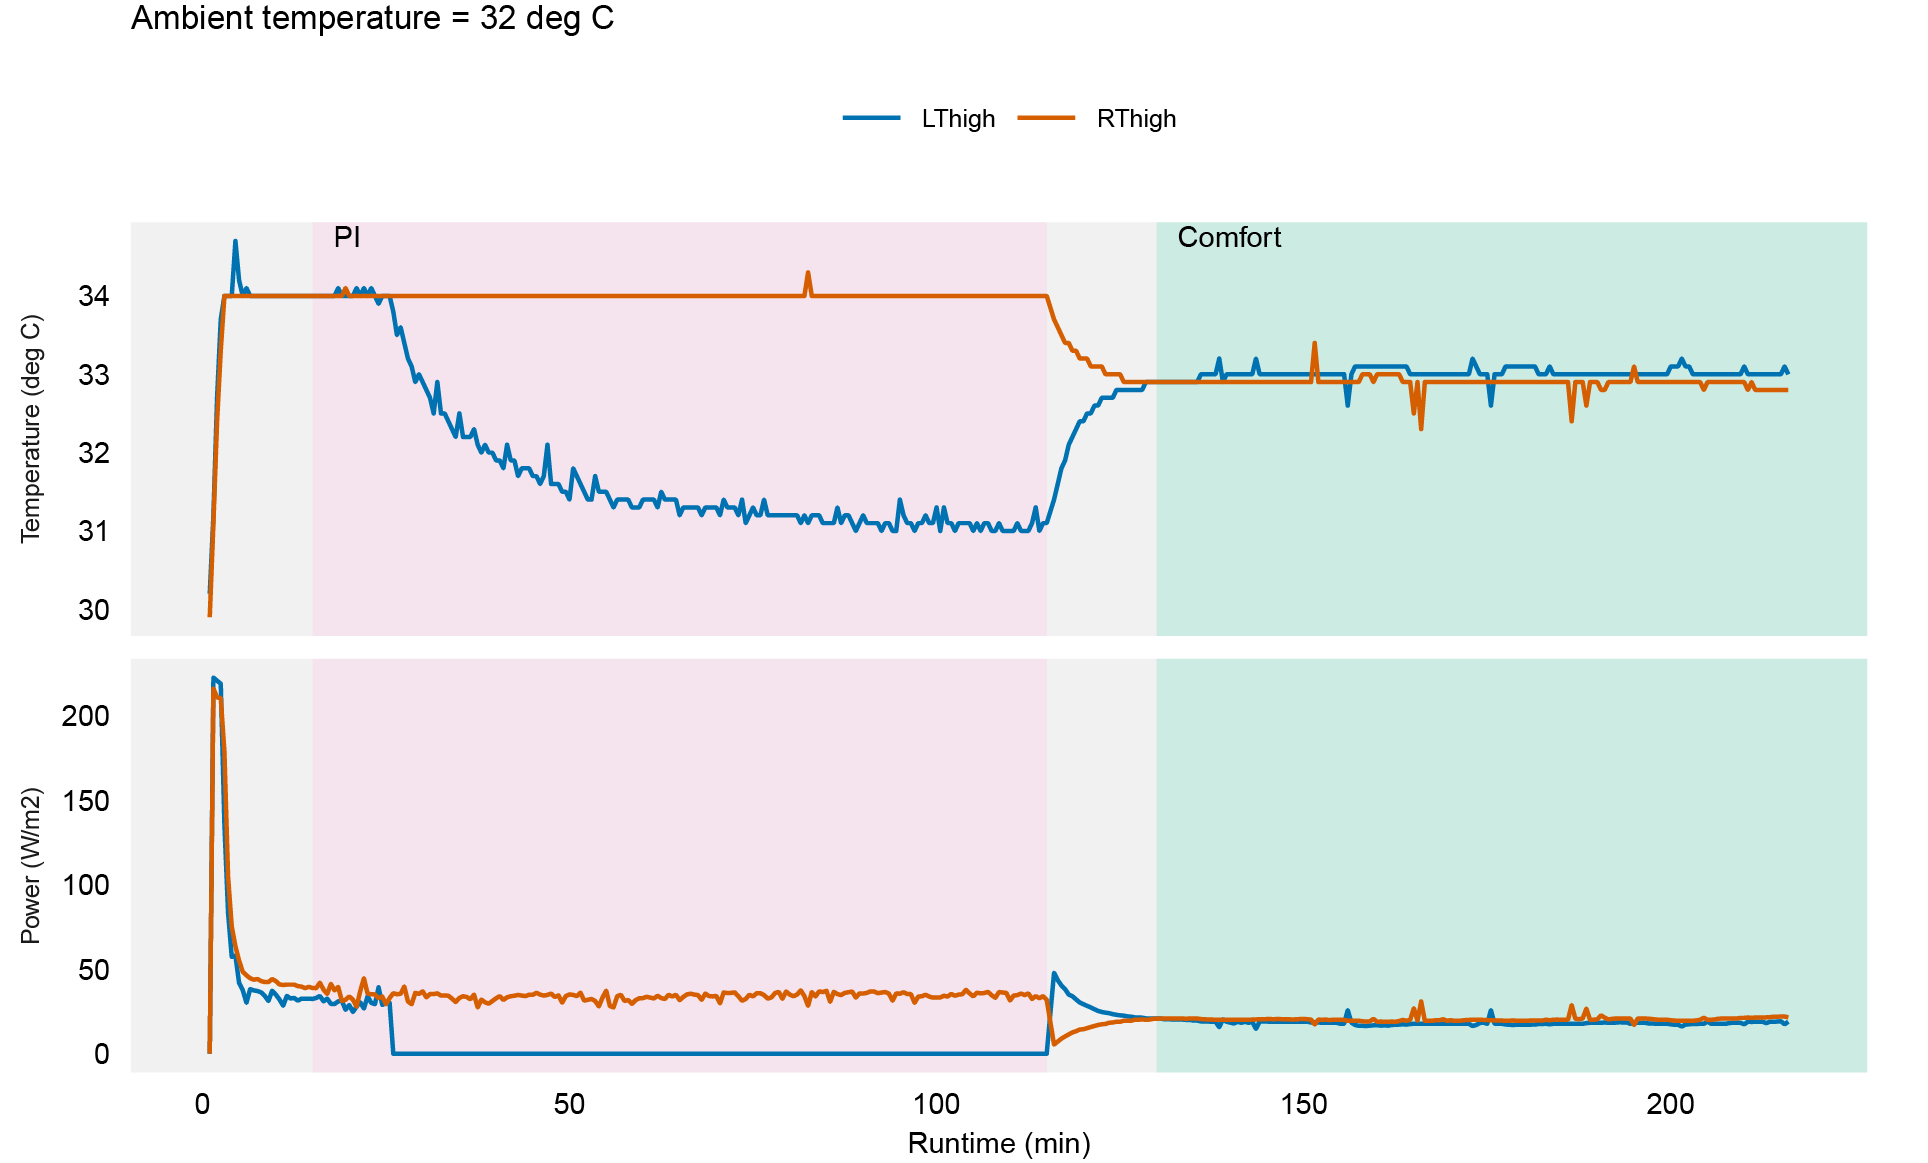 Ambient temperature = 32 deg C
LThigh RThigh
PI
Comfort
Temperature (deg C)
34
33
32
31
30
Power (W/m2)
200
150
100
50
0
0 50 100 150 200
Runtime (min)